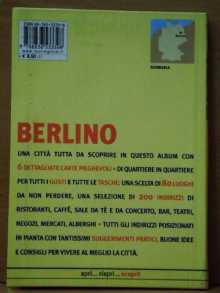 GERMANIA
BERLINO
UNA CITTÀ TUTTA DA SCOPRIRE IN QUESTO ALBUM CON
6 DETTAGLIATE CARTE PIEGHEVOLI • DI QUARTIERE IN QUARTIERE
PER TUTTI I GUSTI E TUTTE LE TASCHE: UNA SCELTA DI 80 LUOGHI
DA NON PERDERE, UNA SELEZIONE DI 200 INDIRIZZI DI
RISTORANTI, CAFFÈ, SALE DA TÈ E DA CONCERTO, BAR, TEATRI,
NEGOZI, MERCATI, ALBERGHI • TUTTI GLI INDIRIZZI POSIZIONATI
IN PIANTA CON TANTISSIMI SUGGERIMENTI PRATICI, BUONE IDEE
E CONSIGLI PER VIVERE AL MEGLIO LA CITTÀ.
apri... riapri... scopri!